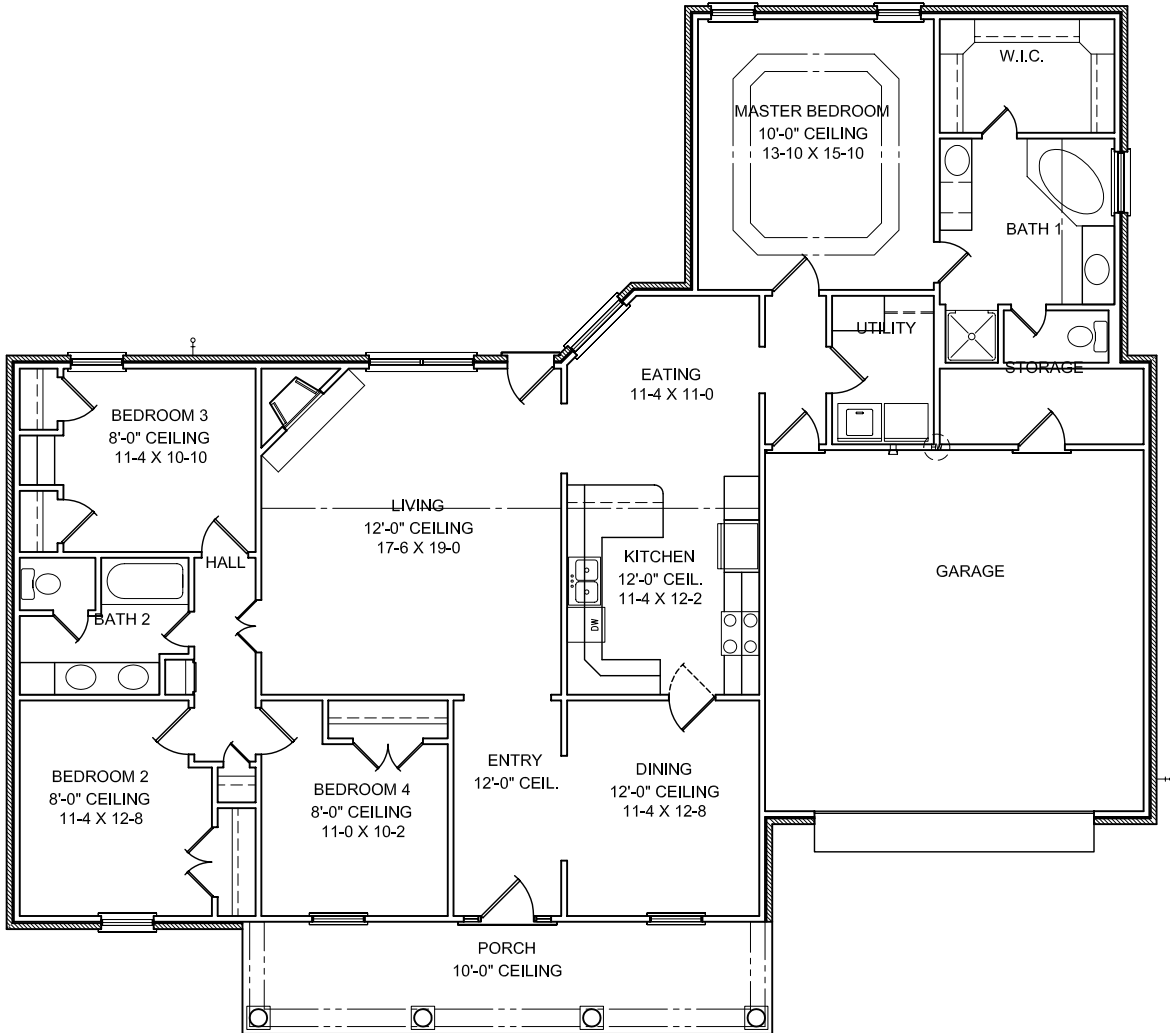 W.I.C.
MASTER BEDROOM
10'-0" CEILING
13-10 X 15-10
BATH 1
UTILITY
STORAGE
EATING
11-4 X 11-0
BEDROOM 3
8'-0" CEILING
11-4 X 10-10
LIVING
12'-0" CEILING
17-6 X 19-0
HALL
KITCHEN
12'-0" CEIL.
11-4 X 12-2
DW
GARAGE
BATH 2
BEDROOM 2
8'-0" CEILING
11-4 X 12-8
BEDROOM 4
8'-0" CEILING
11-0 X 10-2
ENTRY
12'-0" CEIL.
DINING
12'-0" CEILING
11-4 X 12-8
PORCH
10'-0" CEILING